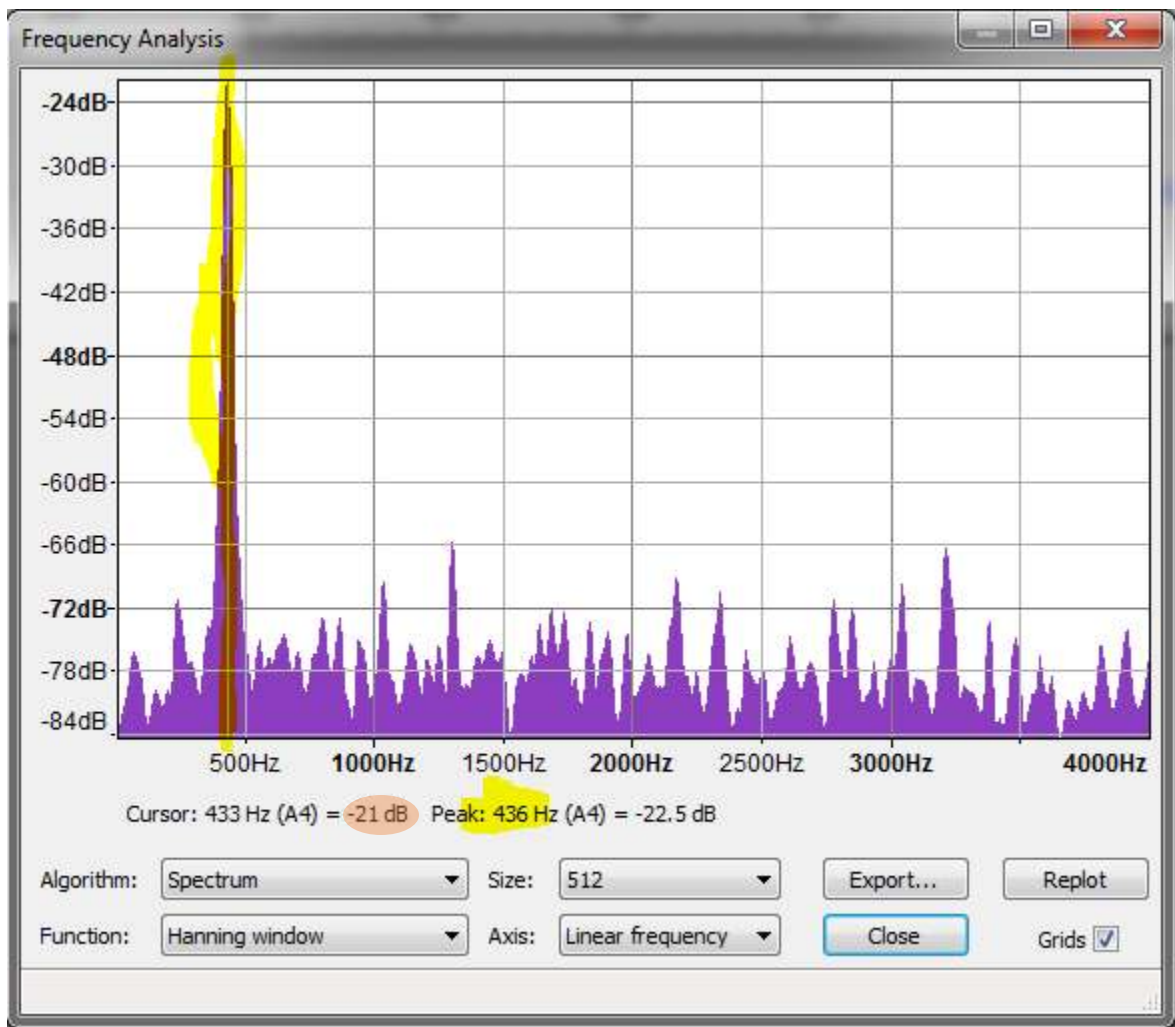 Frequency Analysis
-24dB
-30dB
-36dB
-42dB
-48dB
-54dB
-60dB
-66dB
-72dB
-78dB
-84dB
500Hz 1000Hz 1500Hz 2000Hz 2500Hz 3000Hz 4000Hz
Cursor: 433 Hz (A4) = -21 dB Peak: 436 Hz (A4) = -22.5 dB
Algorithm: Spectrum Size: 512 Export... Replot
Function: Hanning window Axis: Linear frequency Close Grids